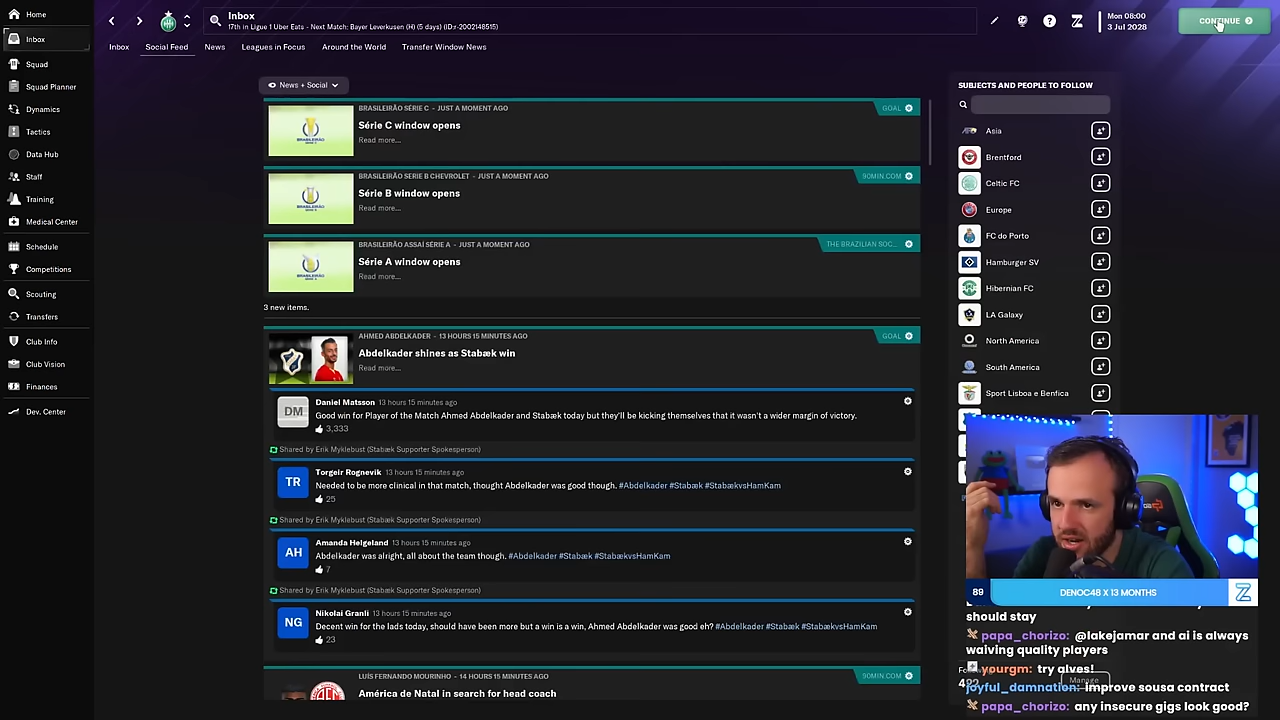 Home
Inbox
Squad
Squad Planner
Dynamics
Tactics
Data Hub
Staff
Training
Medical Center
Schedule
Competitions
Scouting
Transfers
Club Info
Club Vision
Finances
Dev. Center
Inbox
17th in Ligue 1 Uber Eats - Next Match: Bayer Leverkusen (H) (5 days) (ID:r-2002148515)
Mon 08:00
3 Jul 2028
CONTINUE
Inbox
Social Feed
News
Leagues in Focus
Around the World
Transfer Window News
News + Social
BRASILEIRÃO SÉRIE C - JUST A MOMENT AGO
GOAL
Série C window opens
Read more...
BRASILEIRÃO SERIE B CHEVROLET - JUST A MOMENT AGO
90MIN.COM
Série B window opens
Read more...
BRASILEIRÃO ASSAÍ SÉRIE A - JUST A MOMENT AGO
THE BRAZILIAN SOC...
Série A window opens
Read more...
3 new items.
AHMED ABDELKADER - 13 HOURS 15 MINUTES AGO
GOAL
Abdelkader shines as Stabæk win
Read more...
DM
Daniel Matsson 13 hours 15 minutes ago
Good win for Player of the Match Ahmed Abdelkader and Stabæk today but they'll be kicking themselves that it wasn't a wider margin of victory.
3,333
Shared by Erik Myklebust (Stabæk Supporter Spokesperson)
TR
Torgeir Rognevik 13 hours 15 minutes ago
Needed to be more clinical in that match, thought Abdelkader was good though. #Abdelkader #Stabæk #StabækvsHamKam
25
Shared by Erik Myklebust (Stabæk Supporter Spokesperson)
AH
Amanda Helgeland 13 hours 15 minutes ago
Abdelkader was alright, all about the team though. #Abdelkader #Stabæk #StabækvsHamKam
7
Shared by Erik Myklebust (Stabæk Supporter Spokesperson)
NG
Nikolai Granli 13 hours 15 minutes ago
Decent win for the lads today, should have been more but a win is a win, Ahmed Abdelkader was good eh? #Abdelkader #Stabæk #StabækvsHamKam
23
LUÍS FERNANDO MOURINHO - 14 HOURS 15 MINUTES AGO
90MIN.COM
América de Natal in search for head coach
SUBJECTS AND PEOPLE TO FOLLOW
Asia
Brentford
Celtic FC
Europe
FC do Porto
Hamburger SV
Hibernian FC
LA Galaxy
North America
South America
Sport Lisboa e Benfica
89
DENOC48 X 13 MONTHS
should stay
papa_chorizo: @lakejamar and ai is always
waiving quality players
yourgm: try alves!
Manage
joyful_damnation: improve sousa contract
papa_chorizo: any insecure gigs look good?